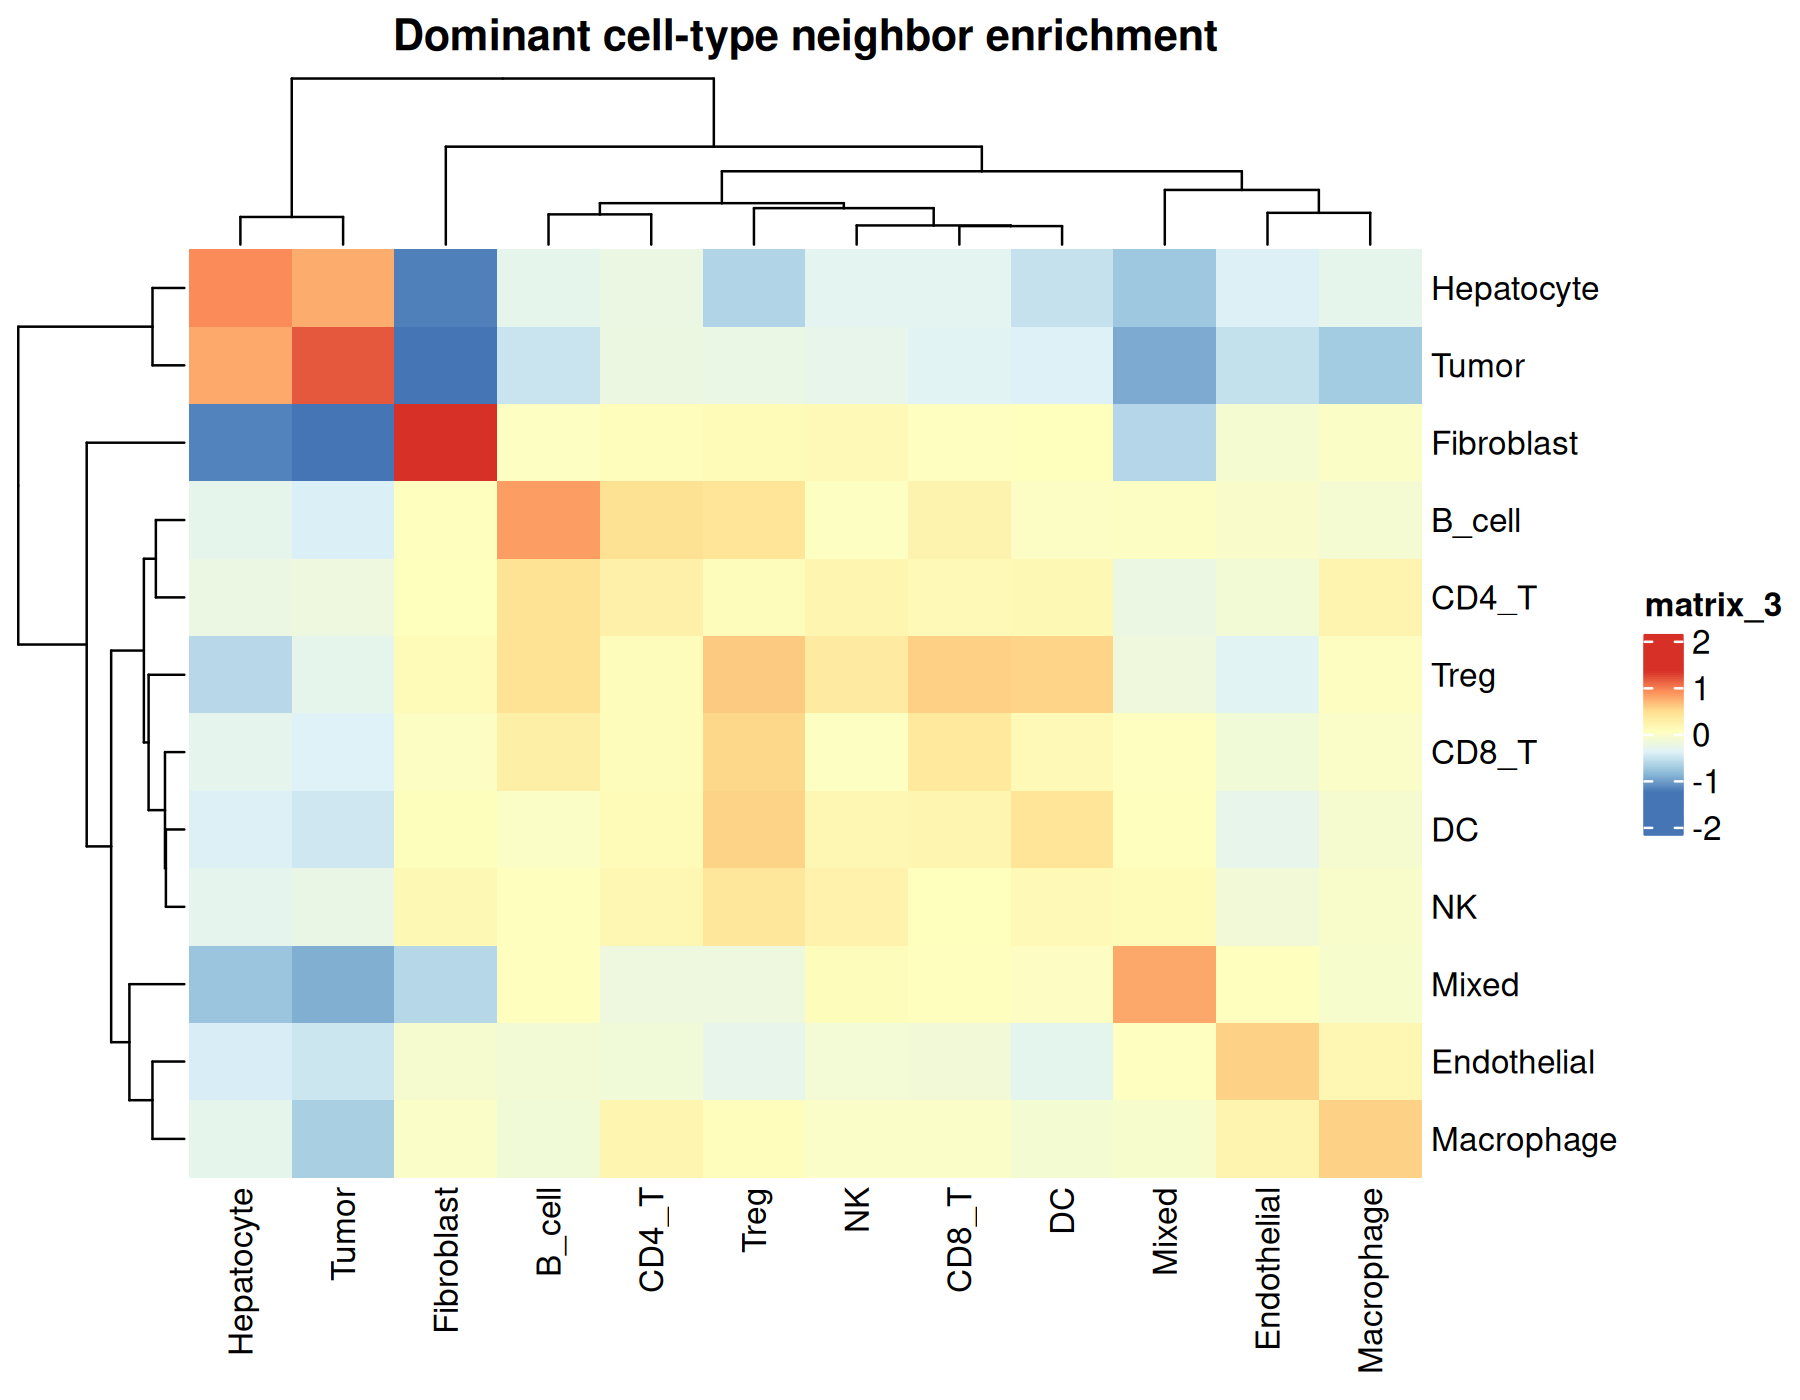 Dominant cell-type neighbor enrichment
Hepatocyte
Tumor
Fibroblast
B_cell
CD4_T
Treg
CD8_T
DC
NK
Mixed
Endothelial
Macrophage
matrix_3
2
1
0
-1
-2
Hepatocyte
Tumor
Fibroblast
B_cell
CD4_T
Treg
NK
CD8_T
DC
Mixed
Endothelial
Macrophage